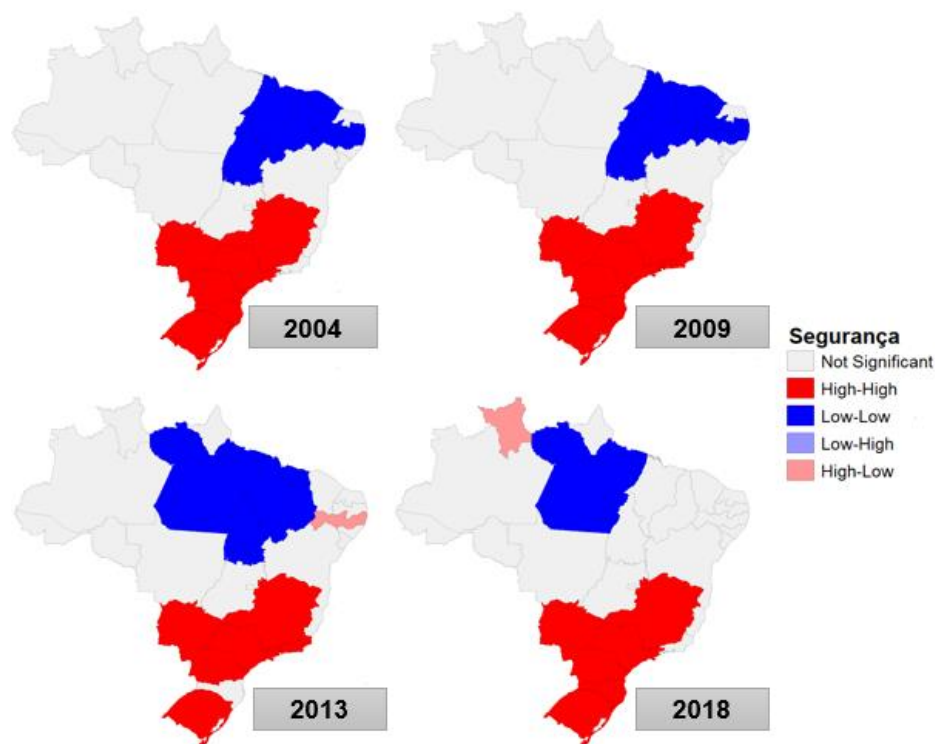 2004
2009
Segurança
Not Significant
High-High
Low-Low
Low-High
High-Low
2013
2018